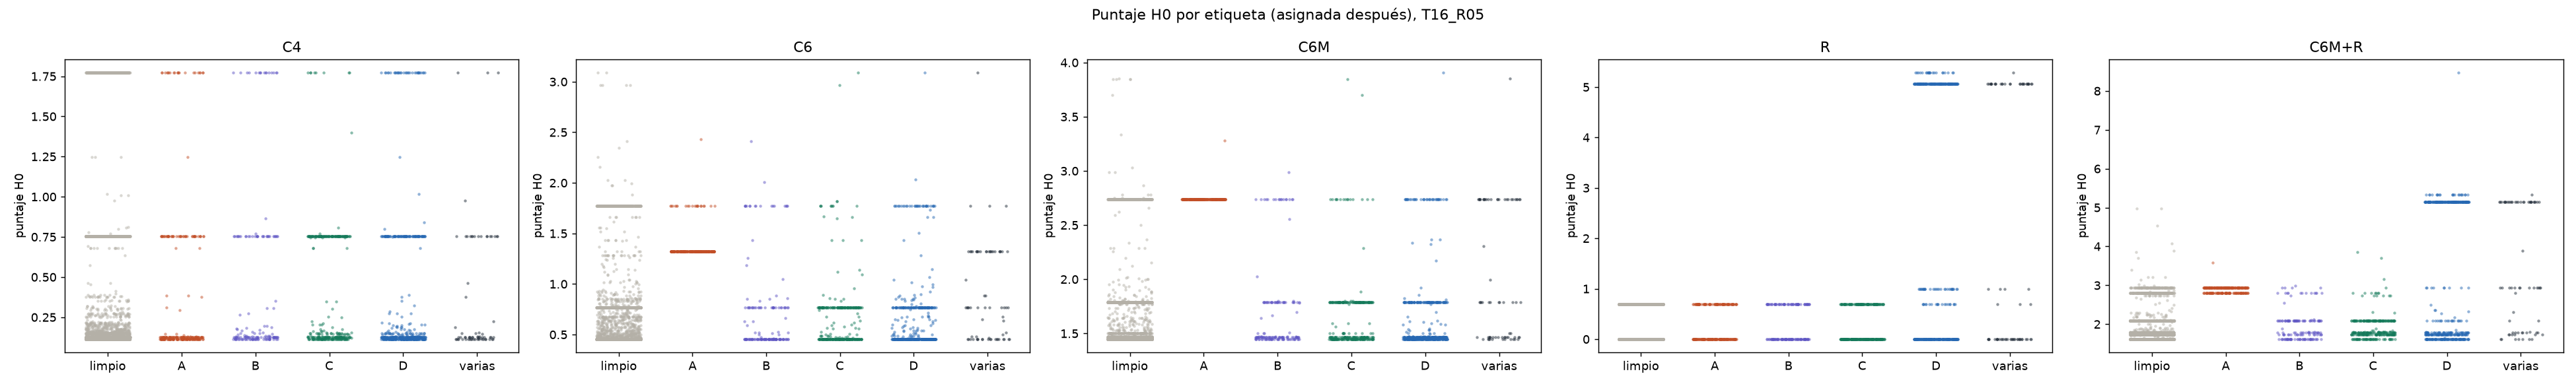 Puntaje H0 por etiqueta (asignada después), T16_R05
C4
puntaje H0
1.75
1.50
1.25
1.00
0.75
0.50
0.25
limpio A B C D varias
C6
puntaje H0
3.0
2.5
2.0
1.5
1.0
0.5
limpio A B C D varias
C6M
puntaje H0
4.0
3.5
3.0
2.5
2.0
1.5
limpio A B C D varias
R
puntaje H0
5
4
3
2
1
0
limpio A B C D varias
C6M+R
puntaje H0
8
7
6
5
4
3
2
limpio A B C D varias